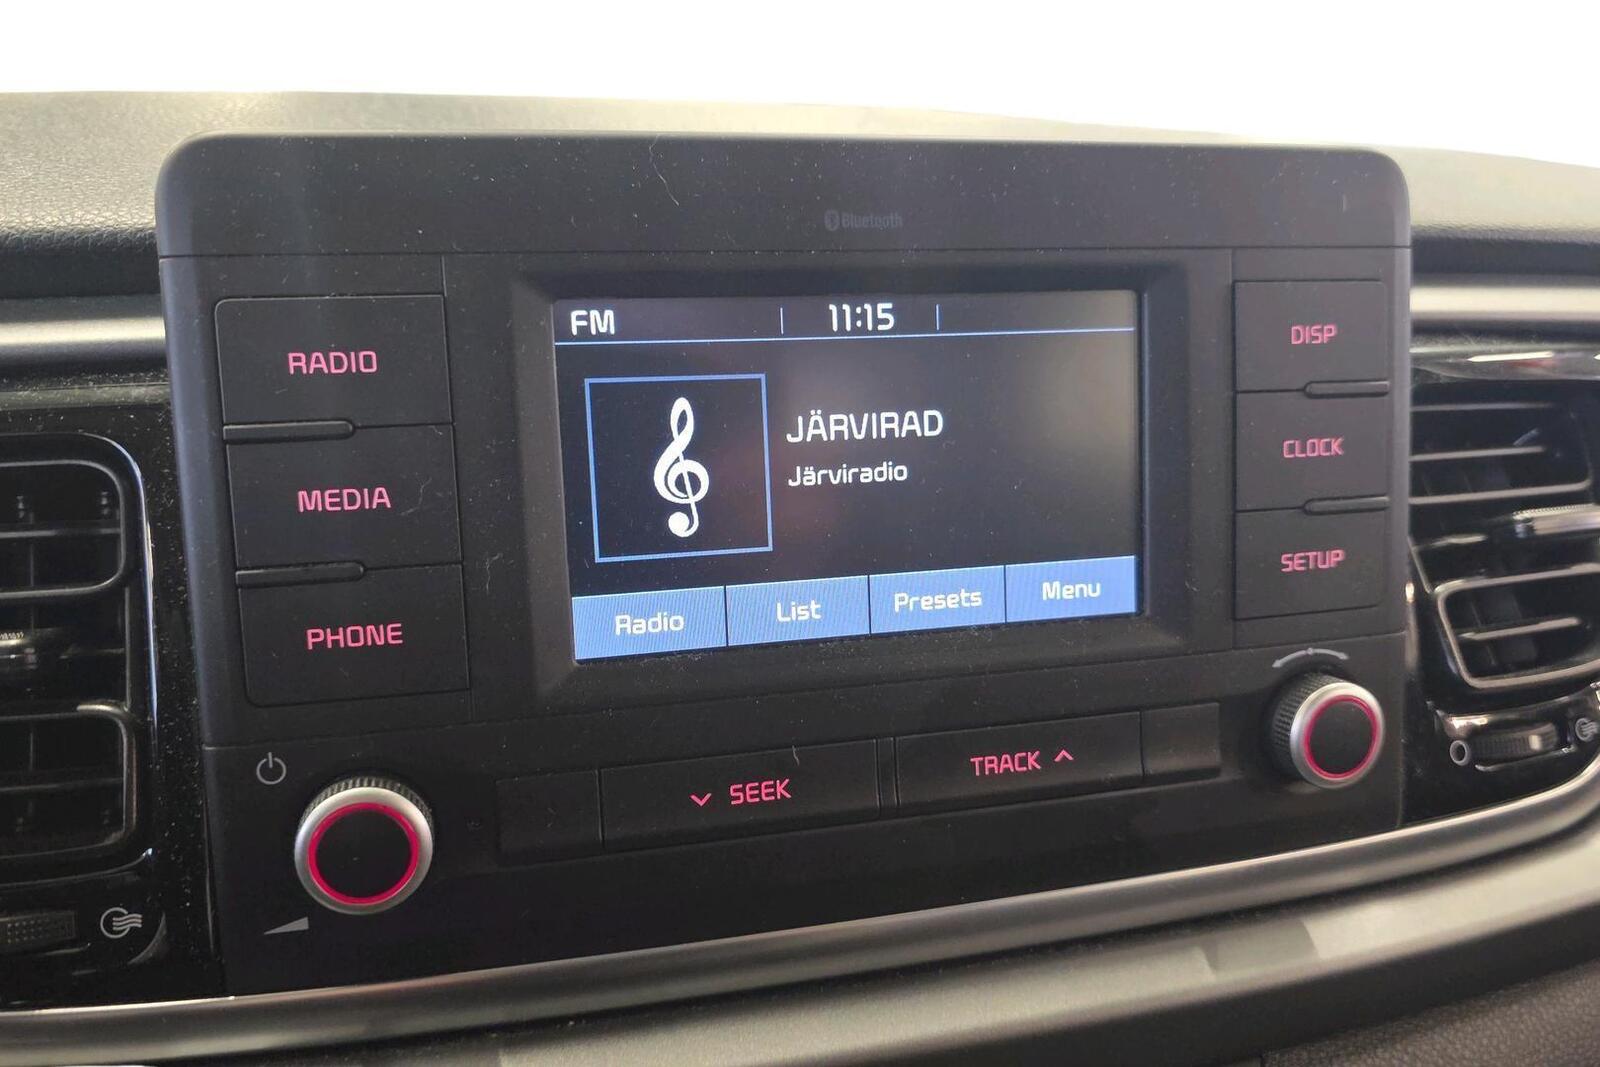 Bluetooth
RADIO
MEDIA
PHONE
FM 11:15
JÄRVIRAD
Järviradio
Radio List Presets Menu
DISP
CLOCK
SETUP
SEEK
TRACK